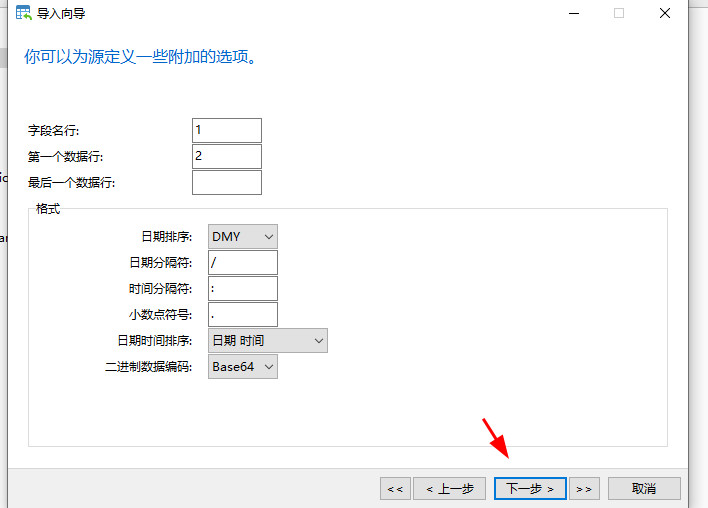 导入向导
你可以为源定义一些附加的选项。
字段名行: 1
第一个数据行: 2
最后一个数据行:
格式
日期排序: DMY
日期分隔符: /
时间分隔符: :
小数点符号: .
日期时间排序: 日期 时间
二进制数据编码: Base64
<< < 上一步 下一步 > >> 取消